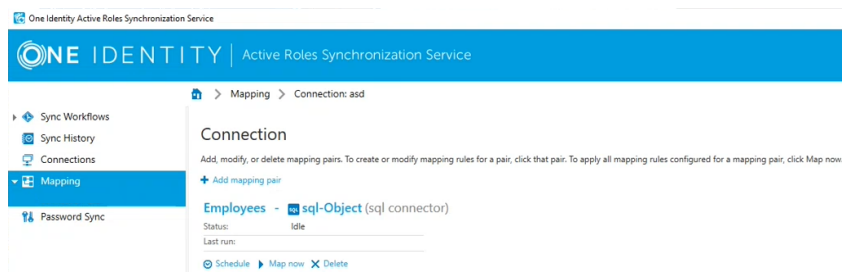 One Identity Active Roles Synchronization Service
ONE IDENTITY | Active Roles Synchronization Service
> Mapping > Connection: asd
Sync Workflows
Sync History
Connections
Mapping
Password Sync
Connection
Add, modify, or delete mapping pairs. To create or modify mapping rules for a pair, click that pair. To apply all mapping rules configured for a mapping pair, click Map now.
+ Add mapping pair
Employees - sql sql-Object (sql connector)
Status: Idle
Last run:
Schedule Map now Delete